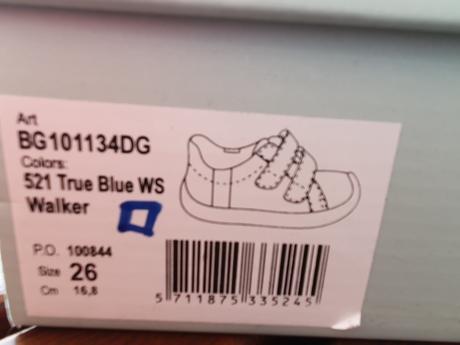 Art
BG101134DG
Colors:
521 True Blue WS
Walker
P.O. 100844
Size 26
Cm 16,8
5 711875 335245